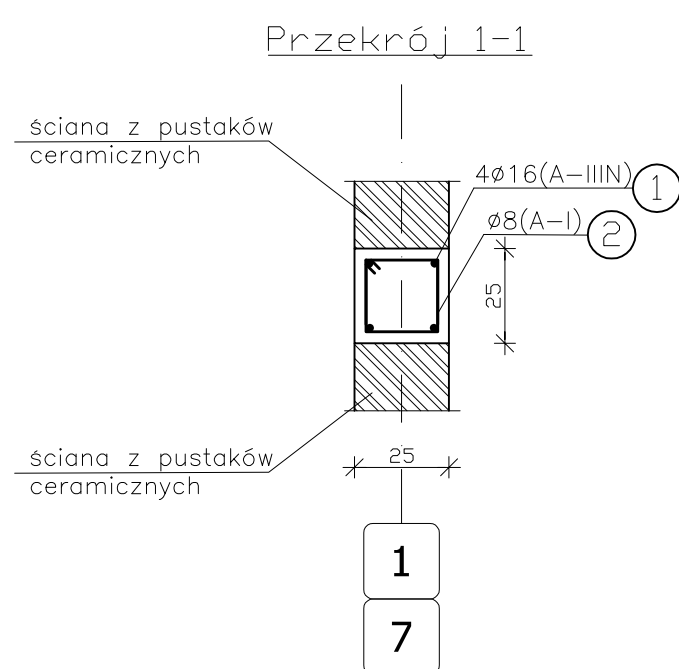 Przekrój 1-1
ściana z pustaków
ceramicznych
4ø16(A-IIIN) 1
ø8(A-I) 2
25
ściana z pustaków
ceramicznych
25
1
7